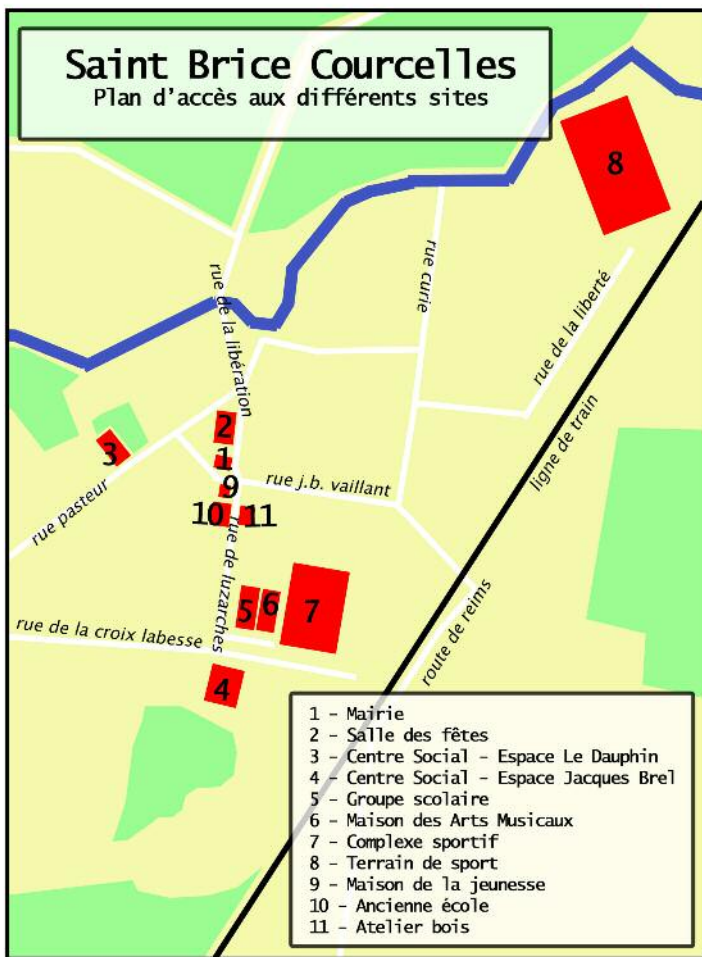 Saint Brice Courcelles
Plan d'accès aux différents sites
8
rue curie
rue de la liberté
rue de la libération
ligne de train
2
3
1
rue j.b. vaillant
9
rue pasteur
10
11
rue de luzarches
5
6
7
route de reims
rue de la croix labesse
4
1 - Mairie
2 - Salle des fêtes
3 - Centre Social - Espace Le Dauphin
4 - Centre Social - Espace Jacques Brel
5 - Groupe scolaire
6 - Maison des Arts Musicaux
7 - Complexe sportif
8 - Terrain de sport
9 - Maison de la jeunesse
10 - Ancienne école
11 - Atelier bois